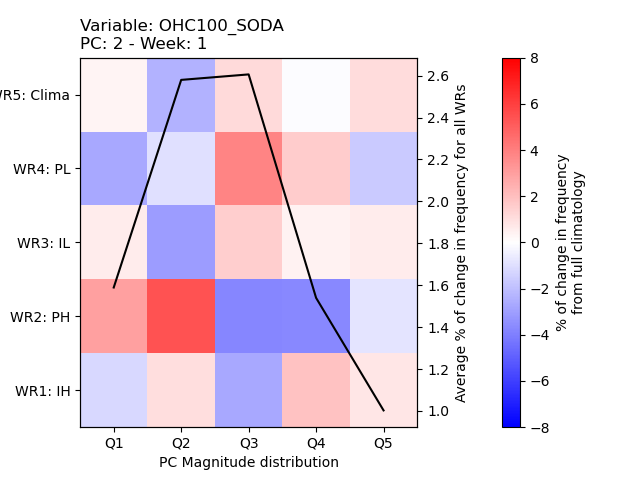 Variable: OHC100_SODA
PC: 2 - Week: 1
WR5: Clima
WR4: PL
WR3: IL
WR2: PH
WR1: IH
Q1 Q2 Q3 Q4 Q5
PC Magnitude distribution
2.6
2.4
2.2
2.0
1.8
1.6
1.4
1.2
1.0
Average % of change in frequency for all WRs
8
6
4
2
0
−2
−4
−6
−8
% of change in frequency
from full climatology